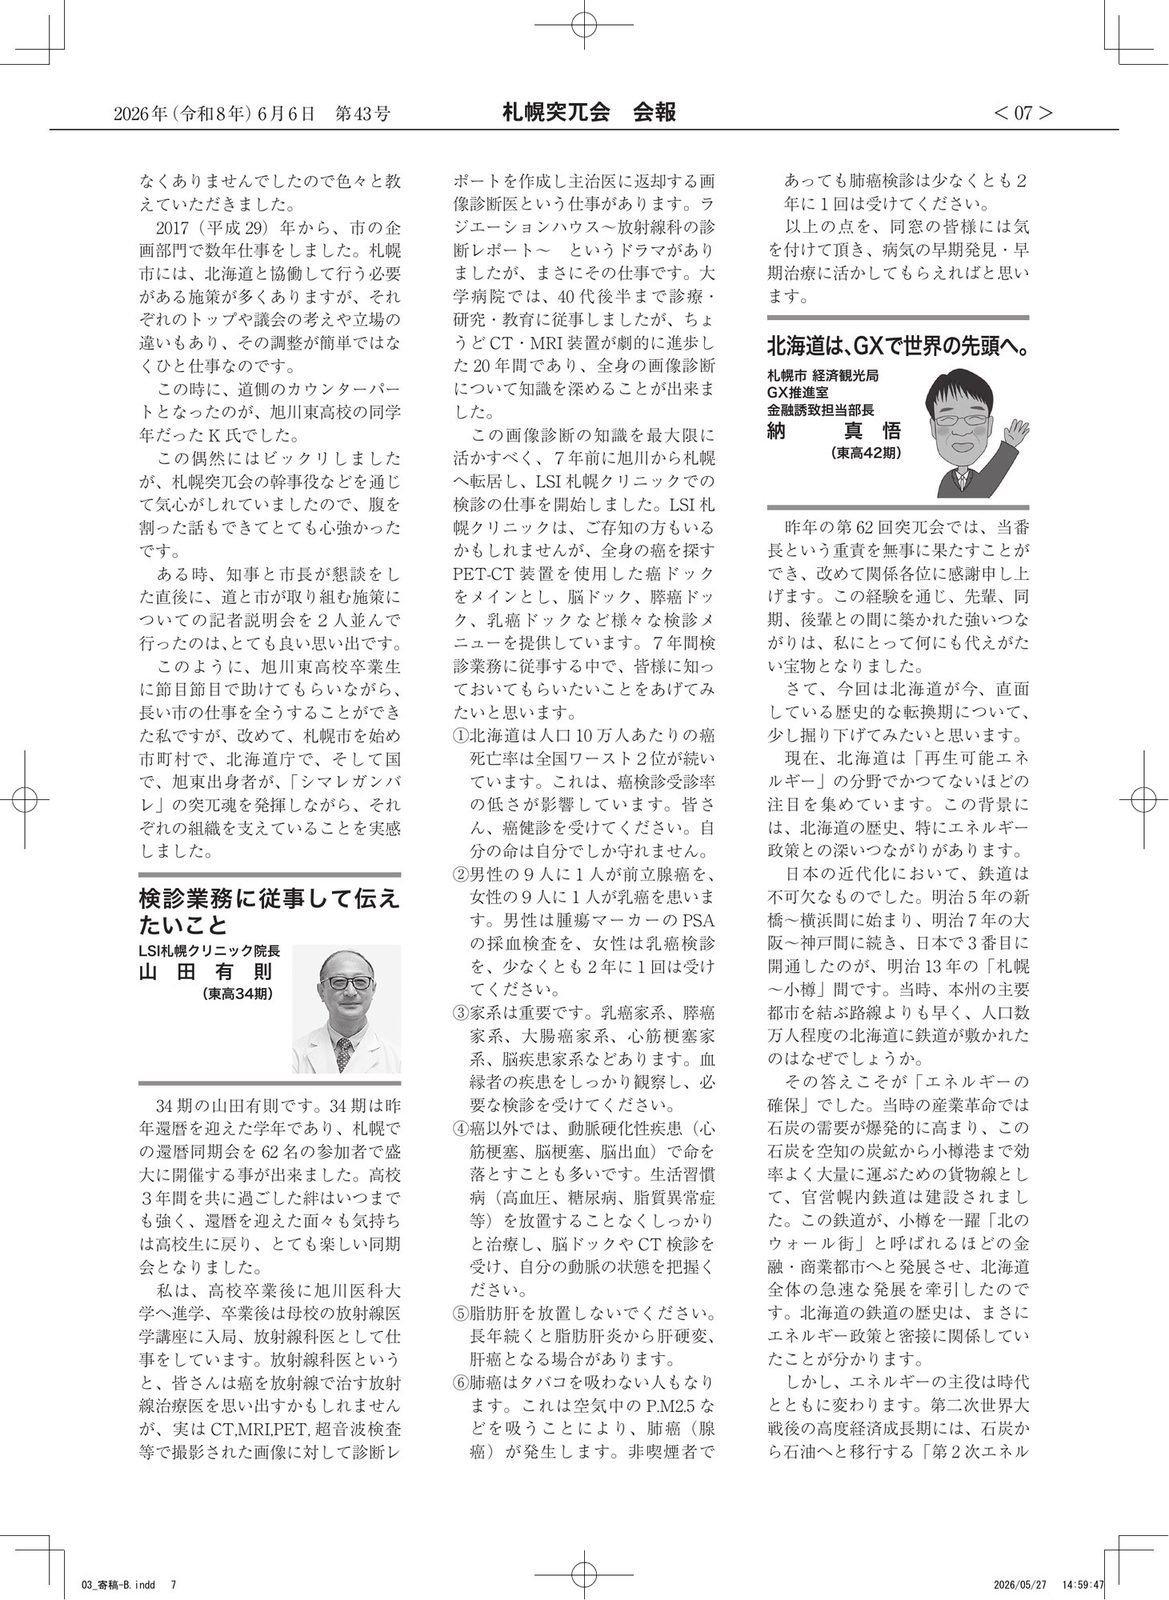 2026年（令和8年）6月6日　第43号
札幌突兀会　会報
＜07＞
なくありませんでしたので色々と教
えていただきました。
　2017（平成29）年から、市の企
画部門で数年仕事をしました。札幌
市には、北海道と協働して行う必要
がある施策が多くありますが、それ
ぞれのトップや議会の考えや立場の
違いもあり、その調整が簡単ではな
くひと仕事なのです。
　この時に、道側のカウンターパー
トとなったのが、旭川東高校の同学
年だったK氏でした。
　この偶然にはビックリしました
が、札幌突兀会の幹事役などを通じ
て気心がしれていましたので、腹を
割った話もできてとても心強かった
です。
　ある時、知事と市長が懇談をし
た直後に、道と市が取り組む施策に
ついての記者説明会を２人並んで
行ったのは、とても良い思い出です。
　このように、旭川東高校卒業生
に節目節目で助けてもらいながら、
長い市の仕事を全うすることができ
た私ですが、改めて、札幌市を始め
市町村で、北海道庁で、そして国
で、旭東出身者が、「シマレガンバ
レ」の突兀魂を発揮しながら、それ
ぞれの組織を支えていることを実感
しました。
検診業務に従事して伝え
たいこと
LSI札幌クリニック院長
山　田　有　則
（東高34期）
　34期の山田有則です。34期は昨
年還暦を迎えた学年であり、札幌で
の還暦同期会を62名の参加者で盛
大に開催する事が出来ました。高校
３年間を共に過ごした絆はいつまで
も強く、還暦を迎えた面々も気持ち
は高校生に戻り、とても楽しい同期
会となりました。
　私は、高校卒業後に旭川医科大
学へ進学、卒業後は母校の放射線医
学講座に入局、放射線科医として仕
事をしています。放射線科医という
と、皆さんは癌を放射線で治す放射
線治療医を思い出すかもしれません
が、実はCT,MRI,PET,超音波検査
等で撮影された画像に対して診断レ
ポートを作成し主治医に返却する画
像診断医という仕事があります。ラ
ジエーションハウス～放射線科の診
断レポート～　というドラマがあり
ましたが、まさにその仕事です。大
学病院では、40代後半まで診療・
研究・教育に従事しましたが、ちょ
うどCT・MRI装置が劇的に進歩し
た20年間であり、全身の画像診断
について知識を深めることが出来ま
した。
　この画像診断の知識を最大限に
活かすべく、７年前に旭川から札幌
へ転居し、LSI札幌クリニックでの
検診の仕事を開始しました。LSI札
幌クリニックは、ご存知の方もいる
かもしれませんが、全身の癌を探す
PET-CT装置を使用した癌ドック
をメインとし、脳ドック、膵癌ドッ
ク、乳癌ドックなど様々な検診メ
ニューを提供しています。７年間検
診業務に従事する中で、皆様に知っ
ておいてもらいたいことをあげてみ
たいと思います。
①北海道は人口10万人あたりの癌
死亡率は全国ワースト２位が続い
ています。これは、癌検診受診率
の低さが影響しています。皆さ
ん、癌健診を受けてください。自
分の命は自分でしか守れません。
②男性の９人に１人が前立腺癌を、
女性の９人に１人が乳癌を患いま
す。男性は腫瘍マーカーのPSA
の採血検査を、女性は乳癌検診
を、少なくとも２年に１回は受け
てください。
③家系は重要です。乳癌家系、膵癌
家系、大腸癌家系、心筋梗塞家
系、脳疾患家系などあります。血
縁者の疾患をしっかり観察し、必
要な検診を受けてください。
④癌以外では、動脈硬化性疾患（心
筋梗塞、脳梗塞、脳出血）で命を
落とすことも多いです。生活習慣
病（高血圧、糖尿病、脂質異常症
等）を放置することなくしっかり
と治療し、脳ドックやCT検診を
受け、自分の動脈の状態を把握く
ださい。
⑤脂肪肝を放置しないでください。
長年続くと脂肪肝炎から肝硬変、
肝癌となる場合があります。
⑥肺癌はタバコを吸わない人もなり
ます。これは空気中のP.M2.5な
どを吸うことにより、肺癌（腺
癌）が発生します。非喫煙者で
あっても肺癌検診は少なくとも２
年に１回は受けてください。
　以上の点を、同窓の皆様には気
を付けて頂き、病気の早期発見・早
期治療に活かしてもらえればと思い
ます。
北海道は、GXで世界の先頭へ。
札幌市 経済観光局
GX推進室
金融誘致担当部長
納　　真　悟
（東高42期）
　昨年の第62回突兀会では、当番
長という重責を無事に果たすことが
でき、改めて関係各位に感謝申し上
げます。この経験を通じ、先輩、同
期、後輩との間に築かれた強いつな
がりは、私にとって何にも代えがた
い宝物となりました。
　さて、今回は北海道が今、直面
している歴史的な転換期について、
少し掘り下げてみたいと思います。
　現在、北海道は「再生可能エネ
ルギー」の分野でかつてないほどの
注目を集めています。この背景に
は、北海道の歴史、特にエネルギー
政策との深いつながりがあります。
　日本の近代化において、鉄道は
不可欠なものでした。明治５年の新
橋～横浜間に始まり、明治７年の大
阪～神戸間に続き、日本で３番目に
開通したのが、明治13年の「札幌
～小樽」間です。当時、本州の主要
都市を結ぶ路線よりも早く、人口数
万人程度の北海道に鉄道が敷かれた
のはなぜでしょうか。
　その答えこそが「エネルギーの
確保」でした。当時の産業革命では
石炭の需要が爆発的に高まり、この
石炭を空知の炭鉱から小樽港まで効
率よく大量に運ぶための貨物線とし
て、官営幌内鉄道は建設されまし
た。この鉄道が、小樽を一躍「北の
ウォール街」と呼ばれるほどの金
融・商業都市へと発展させ、北海道
全体の急速な発展を牽引したので
す。北海道の鉄道の歴史は、まさに
エネルギー政策と密接に関係してい
たことが分かります。
　しかし、エネルギーの主役は時代
とともに変わります。第二次世界大
戦後の高度経済成長期には、石炭か
ら石油へと移行する「第２次エネル
03_寄稿-B.indd　7
2026/05/27　14:59:47